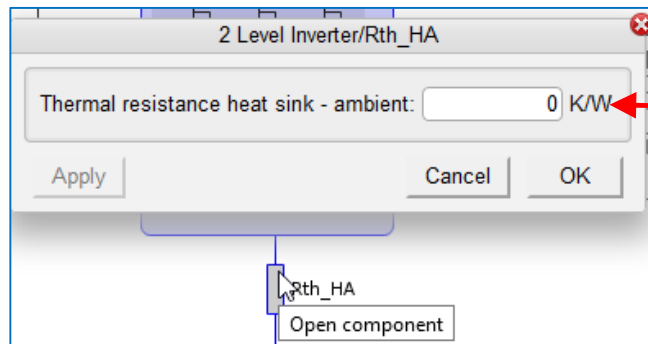 2 Level Inverter/Rth_HA
Thermal resistance heat sink - ambient: 0 K/W
Apply Cancel OK
Rth_HA
Open component